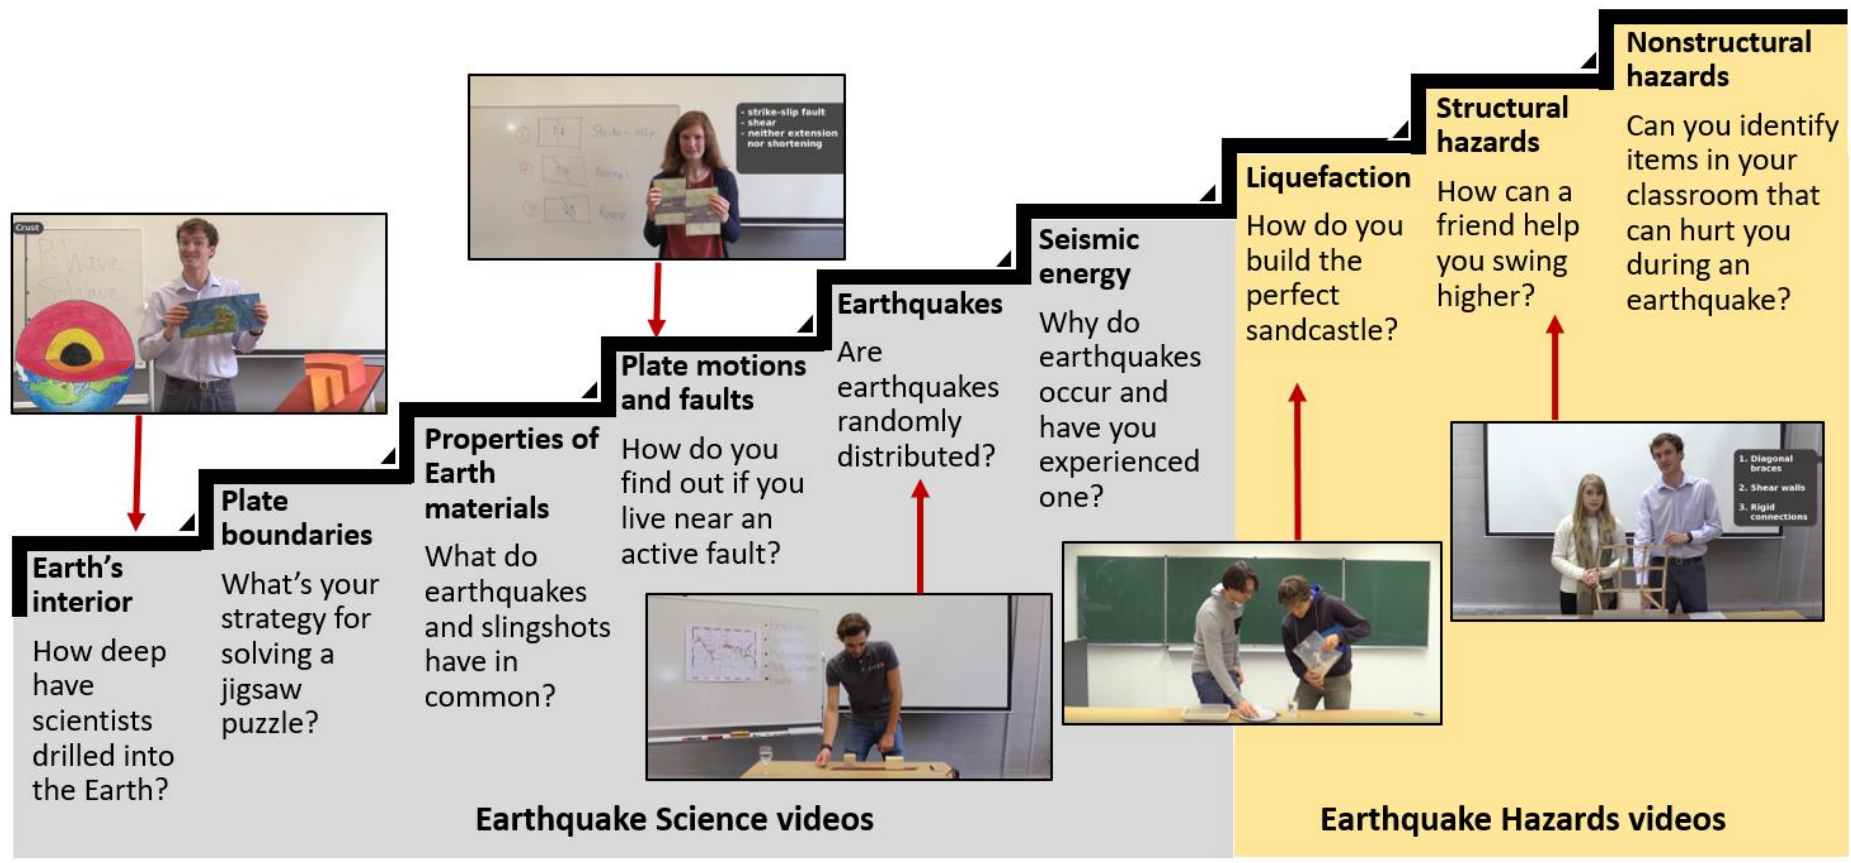 Crust
P-Wave
S-Wave
Earth’s
interior
How deep
have
scientists
drilled into
the Earth?
Plate
boundaries
What’s your
strategy for
solving a
jigsaw
puzzle?
Properties of
Earth
materials
What do
earthquakes
and slingshots
have in
common?
Strike-slip
- strike-slip fault
- shear
- neither extension
nor shortening
Plate motions
and faults
How do you
find out if you
live near an
active fault?
Earthquakes
Are
earthquakes
randomly
distributed?
Seismic
energy
Why do
earthquakes
occur and
have you
experienced
one?
Liquefaction
How do you
build the
perfect
sandcastle?
Structural
hazards
How can a
friend help
you swing
higher?
1. Diagonal
braces
2. Shear walls
3. Rigid
connections
Nonstructural
hazards
Can you identify
items in your
classroom that
can hurt you
during an
earthquake?
Earthquake Science videos
Earthquake Hazards videos